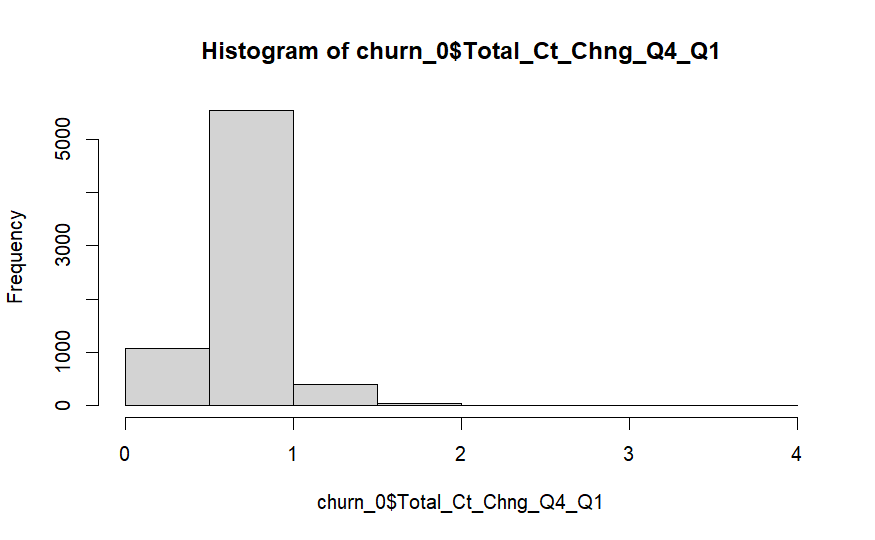 Histogram of churn_0$Total_Ct_Chng_Q4_Q1
Frequency
5000
3000
1000
0
0 1 2 3 4
churn_0$Total_Ct_Chng_Q4_Q1